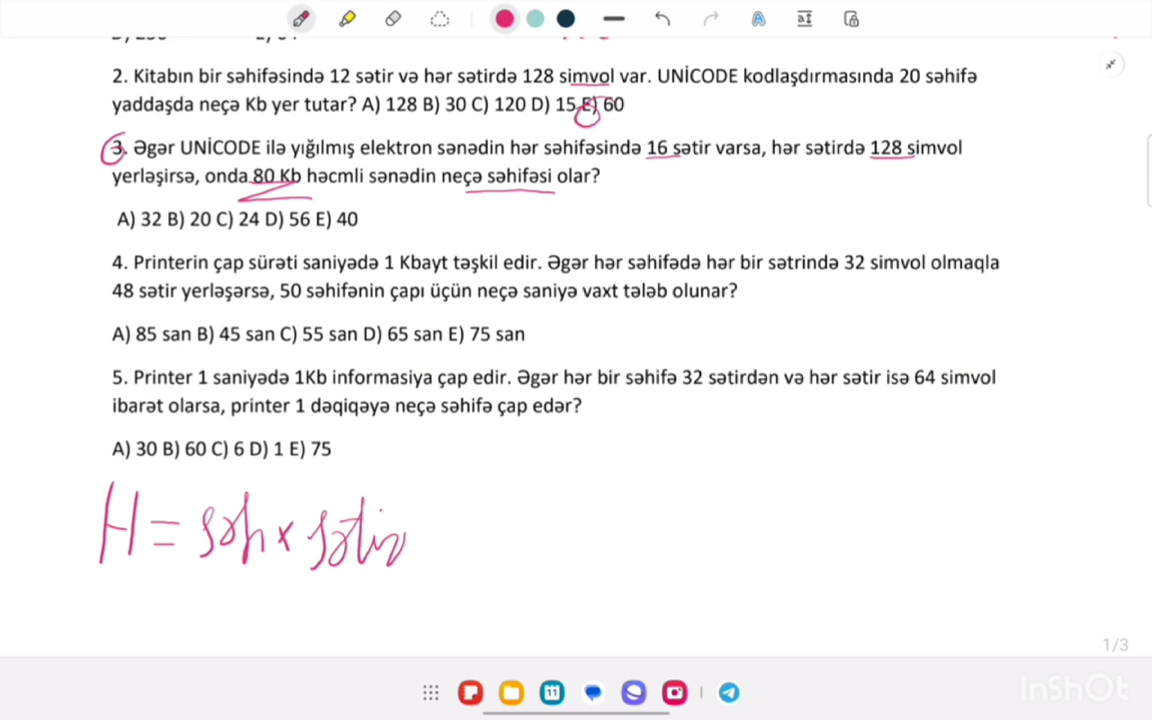 2. Kitabın bir səhifəsində 12 sətir və hər sətirdə 128 simvol var. UNİCODE kodlaşdırmasında 20 səhifə
yaddaşda neçə Kb yer tutar? A) 128 B) 30 C) 120 D) 15 E) 60
3. Əgər UNİCODE ilə yığılmış elektron sənədin hər səhifəsində 16 sətir varsa, hər sətirdə 128 simvol
yerləşirsə, onda 80 Kb həcmli sənədin neçə səhifəsi olar?
A) 32 B) 20 C) 24 D) 56 E) 40
4. Printerin çap sürəti saniyədə 1 Kbayt təşkil edir. Əgər hər səhifədə hər bir sətrində 32 simvol olmaqla
48 sətir yerləşərsə, 50 səhifənin çapı üçün neçə saniyə vaxt tələb olunar?
A) 85 san B) 45 san C) 55 san D) 65 san E) 75 san
5. Printer 1 saniyədə 1Kb informasiya çap edir. Əgər hər bir səhifə 32 sətirdən və hər sətir isə 64 simvol
ibarət olarsa, printer 1 dəqiqəyə neçə səhifə çap edər?
A) 30 B) 60 C) 6 D) 1 E) 75
H = səh x sətir
1/3
11
InShOt